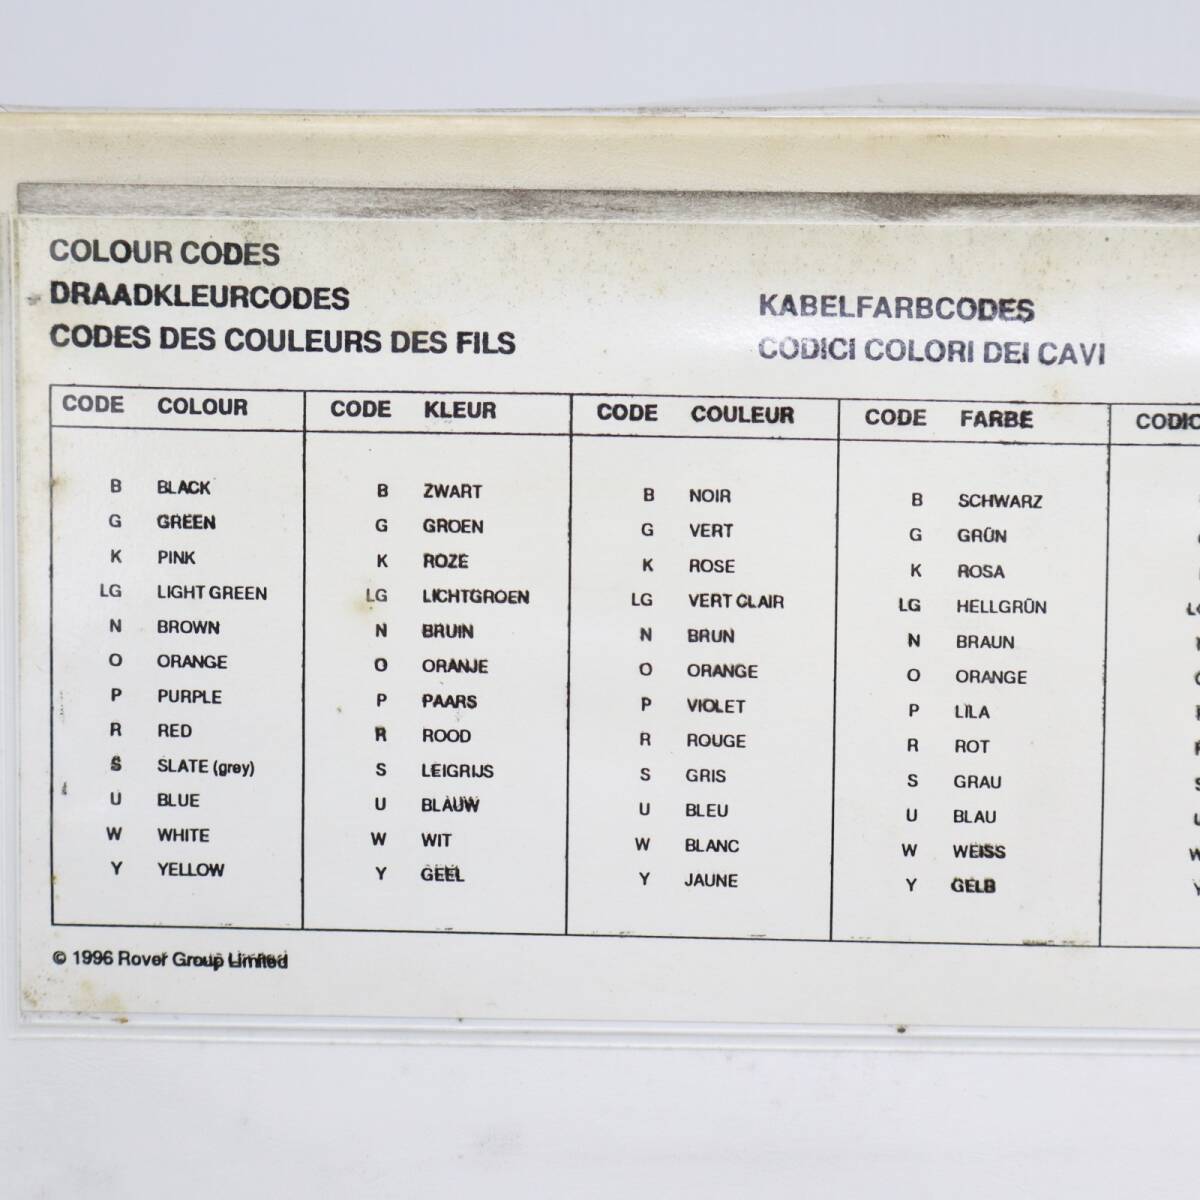 COLOUR CODES
DRAADKLEURCODES
CODES DES COULEURS DES FILS
KABELFARBCODES
CODICI COLORI DEI CAVI
CODE COLOUR CODE KLEUR CODE COULEUR CODE FARBE
B BLACK B ZWART B NOIR B SCHWARZ
G GREEN G GROEN G VERT G GRÜN
K PINK K ROZE K ROSE K ROSA
LG LIGHT GREEN LG LICHTGROEN LG VERT CLAIR LG HELLGRÜN
N BROWN N BRUIN N BRUN N BRAUN
O ORANGE O ORANJE O ORANGE O ORANGE
P PURPLE P PAARS P VIOLET P LILA
R RED R ROOD R ROUGE R ROT
S SLATE (grey) S LEIGRIJS S GRIS S GRAU
U BLUE U BLAUW U BLEU U BLAU
W WHITE W WIT W BLANC W WEISS
Y YELLOW Y GEEL Y JAUNE Y GELB
© 1996 Rover Group Limited